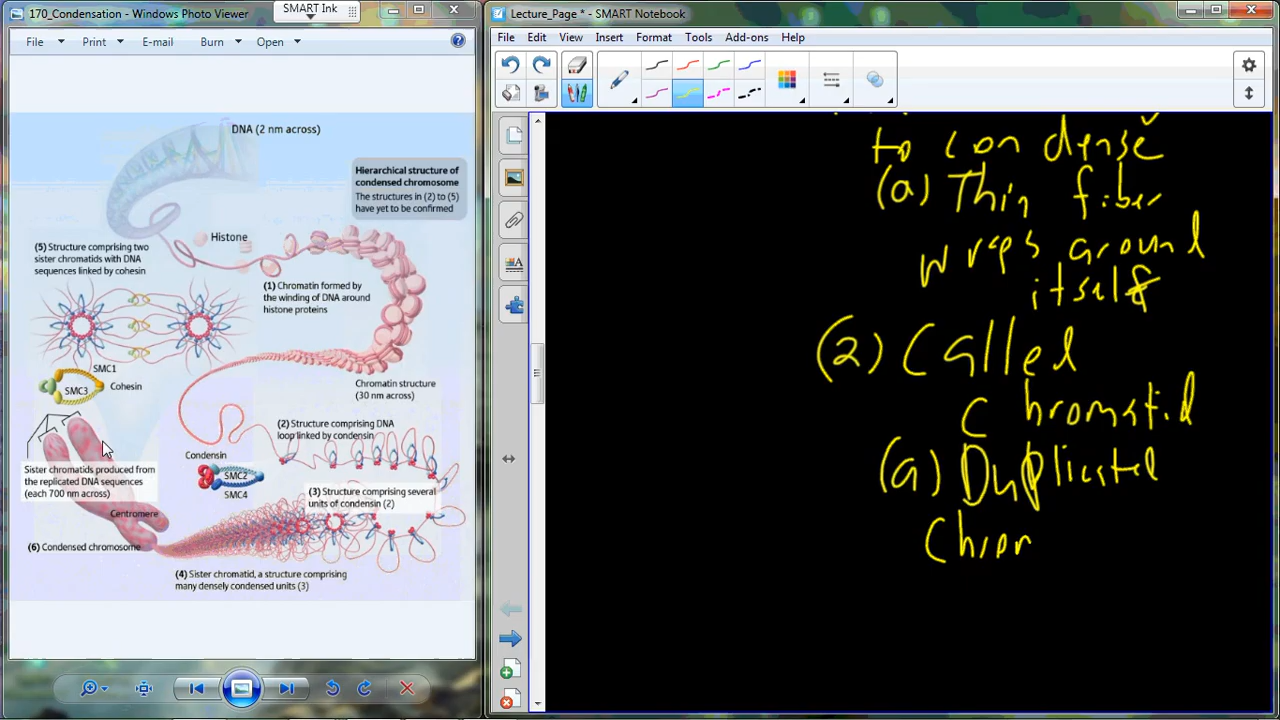 170_Condensation - Windows Photo Viewer
SMART Ink
File Print E-mail Burn Open
DNA (2 nm across)
Hierarchical structure of
condensed chromosome
The structures in (2) to (5)
have yet to be confirmed
Histone
(5) Structure comprising two
sister chromatids with DNA
sequences linked by cohesin
(1) Chromatin formed by
the winding of DNA around
histone proteins
SMC1
SMC3
Cohesin
Chromatin structure
(30 nm across)
(2) Structure comprising DNA
loop linked by condensin
Condensin
SMC2
SMC4
Sister chromatids produced from
the replicated DNA sequences
(each 700 nm across)
(3) Structure comprising several
units of condensin (2)
Centromere
(6) Condensed chromosome
(4) Sister chromatid, a structure comprising
many densely condensed units (3)
Lecture_Page * - SMART Notebook
File Edit View Insert Format Tools Add-ons Help
to condense
(a) Thin fiber
wraps around
itself
(2) Called
Chromatid
(a) Duplicated
Chrom